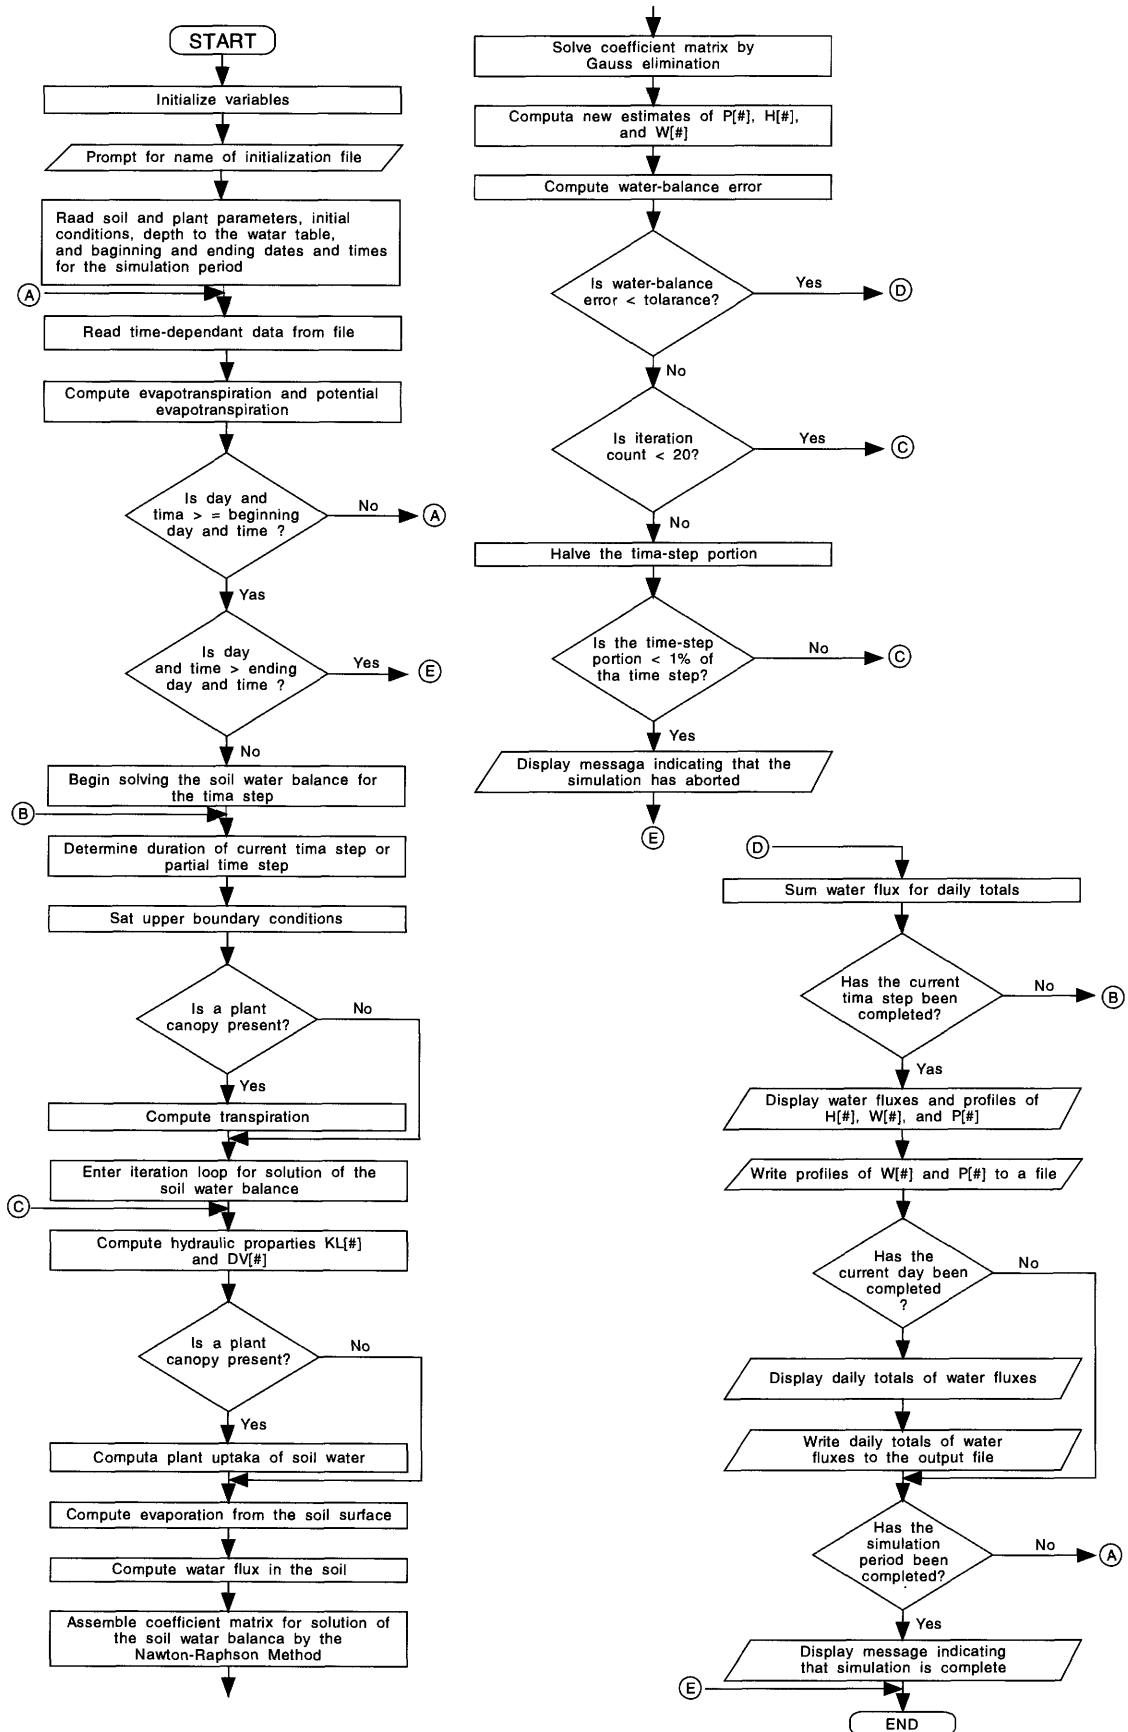 START
Initialize variables
Prompt for name of initialization file
Raad soil and plant parameters, initial
conditions, depth to the watar table,
and baginning and ending dates and times
for the simulation period
A
Read time-dependant data from file
Compute evapotranspiration and potential
evapotranspiration
Is day and
tima > = beginning
day and time ?
No
A
Yas
Is day
and time > ending
day and time ?
Yes
E
No
Begin solving the soil water balance for
the tima step
B
Determine duration of current tima step or
partial time step
Sat upper boundary conditions
Is a plant
canopy present?
No
Yes
Compute transpiration
Enter iteration loop for solution of the
soil water balance
C
Compute hydraulic proparties KL[#]
and DV[#]
Is a plant
canopy present?
No
Yes
Computa plant uptaka of soil water
Compute evaporation from the soil surface
Compute watar flux in the soil
Assemble coefficient matrix for solution of
the soil watar balanca by the
Nawton-Raphson Method
Solve coefficient matrix by
Gauss elimination
Computa new estimates of P[#], H[#],
and W[#]
Compute water-balance error
Is water-balance
error < tolarance?
Yes
D
No
Is iteration
count < 20?
Yes
C
No
Halve the tima-step portion
Is the time-step
portion < 1% of
tha time step?
No
C
Yes
Display messaga indicating that the
simulation has aborted
E
D
Sum water flux for daily totals
Has the current
tima step been
completed?
No
B
Yas
Display water fluxes and profiles of
H[#], W[#], and P[#]
Write profiles of W[#] and P[#] to a file
Has the
current day been
completed
?
No
Display daily totals of water fluxes
Write daily totals of water
fluxes to the output file
Has the
simulation
period been
completed?
No
A
Yes
Display message indicating
that simulation is complete
E
END